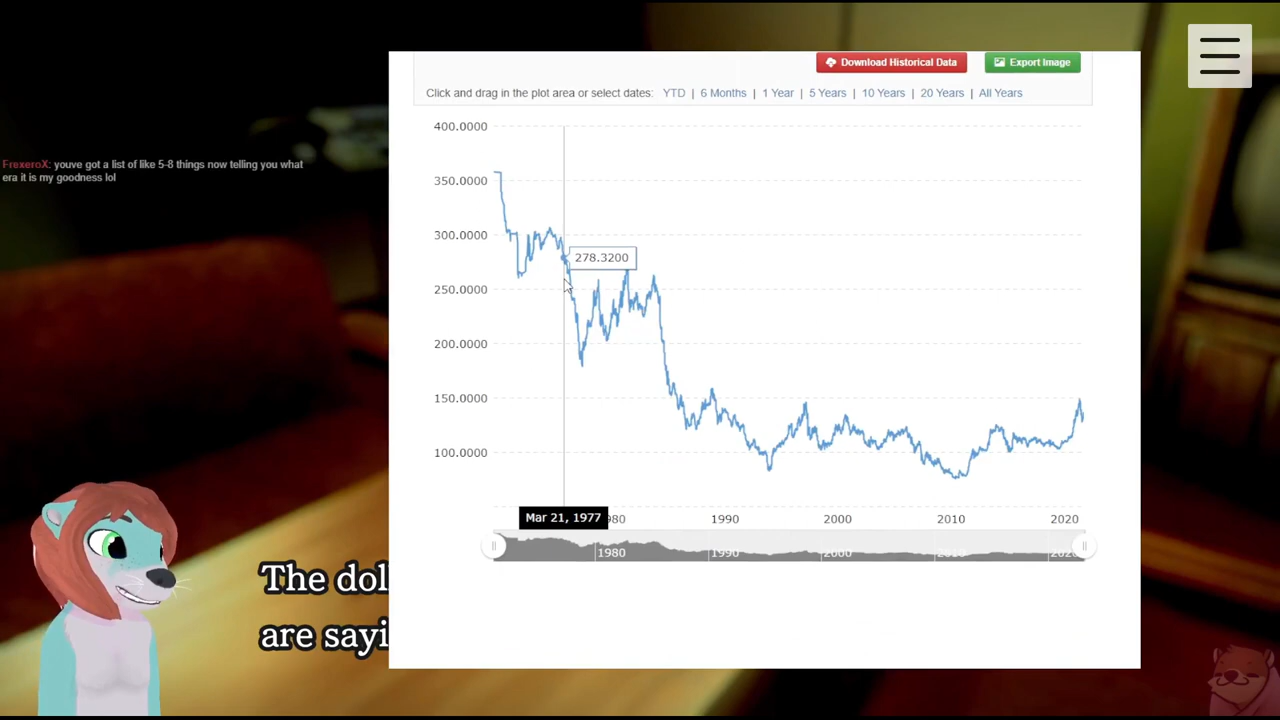 Download Historical Data
Export Image
Click and drag in the plot area or select dates: YTD | 6 Months | 1 Year | 5 Years | 10 Years | 20 Years | All Years
400.0000
FrexeroX: youve got a list of like 5-8 things now telling you what
era it is my goodness lol
350.0000
300.0000
278.3200
250.0000
200.0000
150.0000
100.0000
Mar 21, 1977
80 1990 2000 2010 2020
1980 1990 2000 2010 2020
The doll
are sayi